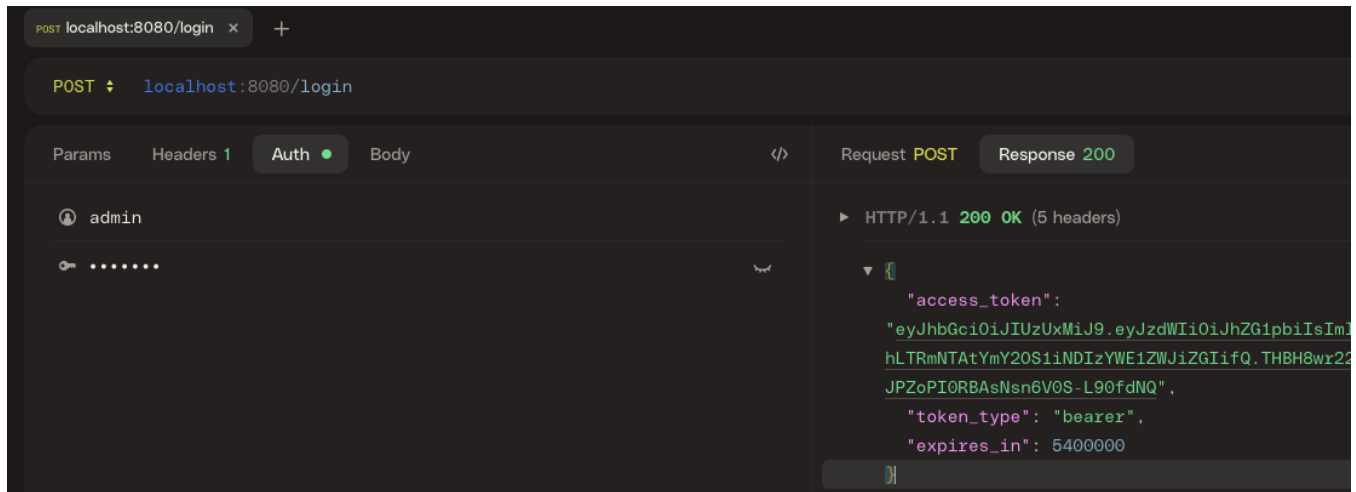 POST localhost:8080/login ×  +
POST localhost:8080/login
Params Headers 1 Auth Body </>
Request POST Response 200
admin
HTTP/1.1 200 OK (5 headers)
•••••••
{
"access_token":
"eyJhbGciOiJIUzUxMiJ9.eyJzdWIiOiJhZG1pbiIsIml
hLTRmNTAtYmY2OS1iNDIzYWE1ZWJiZGIifQ.THBH8wr22
JPZoPI0RBAsNsn6V0S-L90fdNQ",
"token_type": "bearer",
"expires_in": 5400000
}